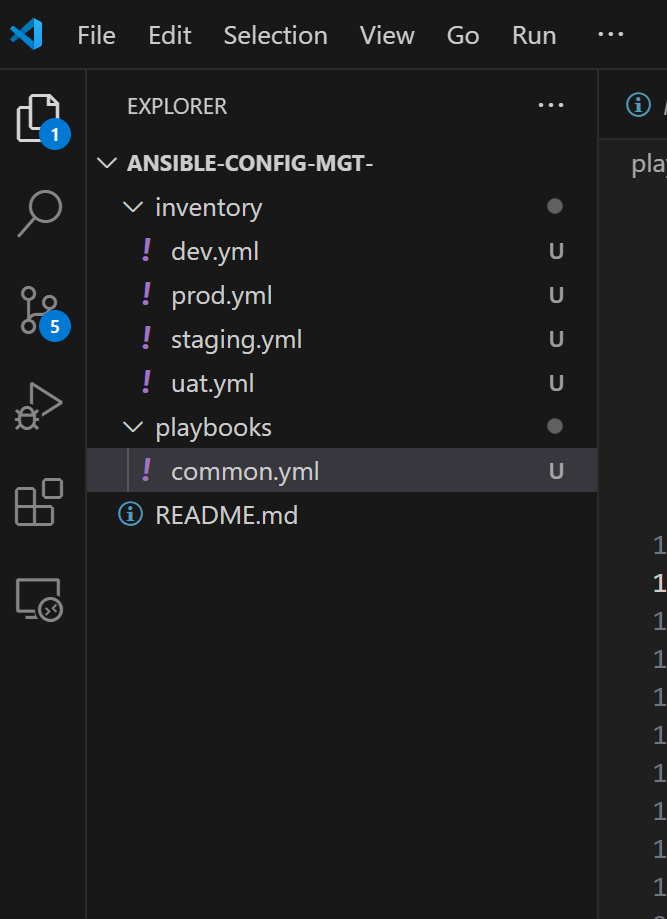 File Edit Selection View Go Run ...
EXPLORER ...
1
ANSIBLE-CONFIG-MGT-
pla
inventory
! dev.yml U
! prod.yml U
5
! staging.yml U
! uat.yml U
playbooks
! common.yml U
README.md
1
1
1
1
1
1
1
1
1
1